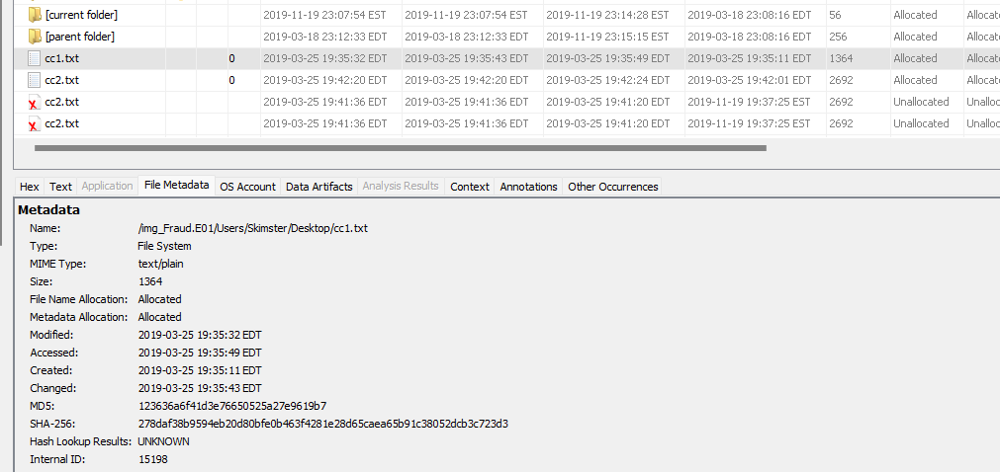 [current folder] 2019-11-19 23:07:54 EST 2019-11-19 23:07:54 EST 2019-11-19 23:14:28 EST 2019-03-18 23:08:16 EDT 56 Allocated Alloca
[parent folder] 2019-03-18 23:12:33 EDT 2019-03-18 23:12:33 EDT 2019-11-19 23:15:15 EST 2019-03-18 23:08:16 EDT 256 Allocated Alloca
cc1.txt 0 2019-03-25 19:35:32 EDT 2019-03-25 19:35:43 EDT 2019-03-25 19:35:49 EDT 2019-03-25 19:35:11 EDT 1364 Allocated Alloca
cc2.txt 0 2019-03-25 19:42:20 EDT 2019-03-25 19:42:20 EDT 2019-03-25 19:42:24 EDT 2019-03-25 19:42:01 EDT 2692 Allocated Alloca
cc2.txt 2019-03-25 19:41:36 EDT 2019-03-25 19:41:36 EDT 2019-03-25 19:41:20 EDT 2019-11-19 19:37:25 EST 2692 Unallocated Unalloc
cc2.txt 2019-03-25 19:41:36 EDT 2019-03-25 19:41:36 EDT 2019-03-25 19:41:20 EDT 2019-11-19 19:37:25 EST 2692 Unallocated Unalloc
Hex Text Application File Metadata OS Account Data Artifacts Analysis Results Context Annotations Other Occurrences
Metadata
Name: /img_Fraud.E01/Users/Skimster/Desktop/cc1.txt
Type: File System
MIME Type: text/plain
Size: 1364
File Name Allocation: Allocated
Metadata Allocation: Allocated
Modified: 2019-03-25 19:35:32 EDT
Accessed: 2019-03-25 19:35:49 EDT
Created: 2019-03-25 19:35:11 EDT
Changed: 2019-03-25 19:35:43 EDT
MD5: 123636a6f41d3e76650525a27e9619b7
SHA-256: 278daf38b9594eb20d80bfe0b463f4281e28d65caea65b91c38052dcb3c723d3
Hash Lookup Results: UNKNOWN
Internal ID: 15198